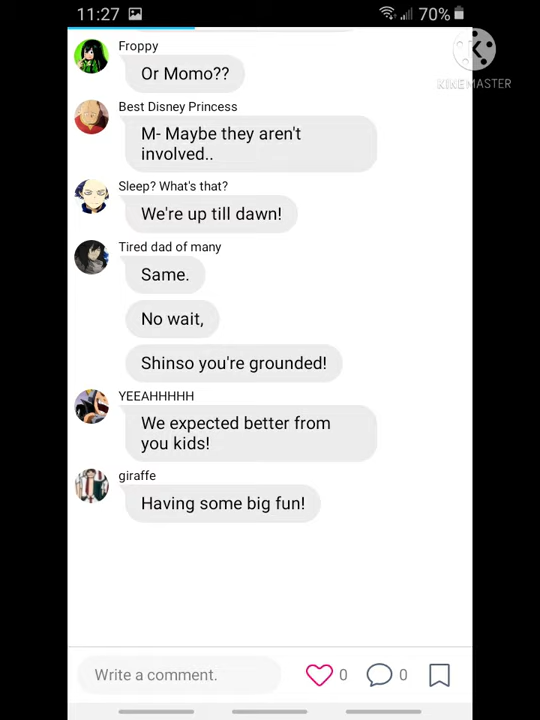 11:27
70%
KINEMASTER
Froppy
Or Momo??
Best Disney Princess
M- Maybe they aren't
involved..
Sleep? What's that?
We're up till dawn!
Tired dad of many
Same.
No wait,
Shinso you're grounded!
YEEAHHHHH
We expected better from
you kids!
giraffe
Having some big fun!
Write a comment.
0
0